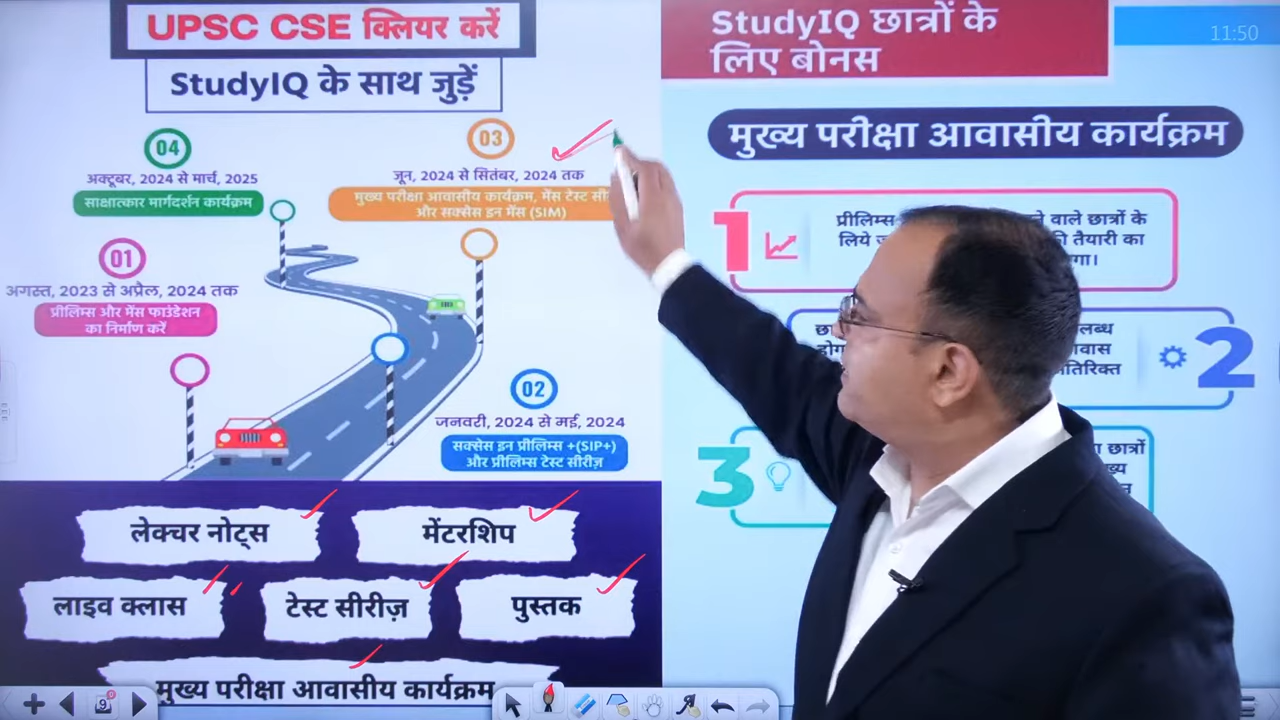 UPSC CSE क्लियर करें
StudyIQ के साथ जुड़ें
04
अक्टूबर, 2024 से मार्च, 2025
साक्षात्कार मार्गदर्शन कार्यक्रम
03
जून, 2024 से सितंबर, 2024 तक
मुख्य परीक्षा आवासीय कार्यक्रम, मेंस टेस्ट
और सक्सेस इन मेंस (SIM)
01
अगस्त, 2023 से अप्रैल, 2024 तक
प्रीलिम्स और मेंस फाउंडेशन
का निर्माण करें
02
जनवरी, 2024 से मई, 2024
सक्सेस इन प्रीलिम्स +(SIP+)
और प्रीलिम्स टेस्ट सीरीज़
लेक्चर नोट्स
मेंटरशिप
लाइव क्लास
टेस्ट सीरीज़
पुस्तक
मुख्य परीक्षा आवासीय कार्यक्रम
9
StudyIQ छात्रों के
लिए बोनस
11:50
मुख्य परीक्षा आवासीय कार्यक्रम
1
प्रीलिम्स वाले छात्रों के
लिये की तैयारी का
2
3
छात्रों